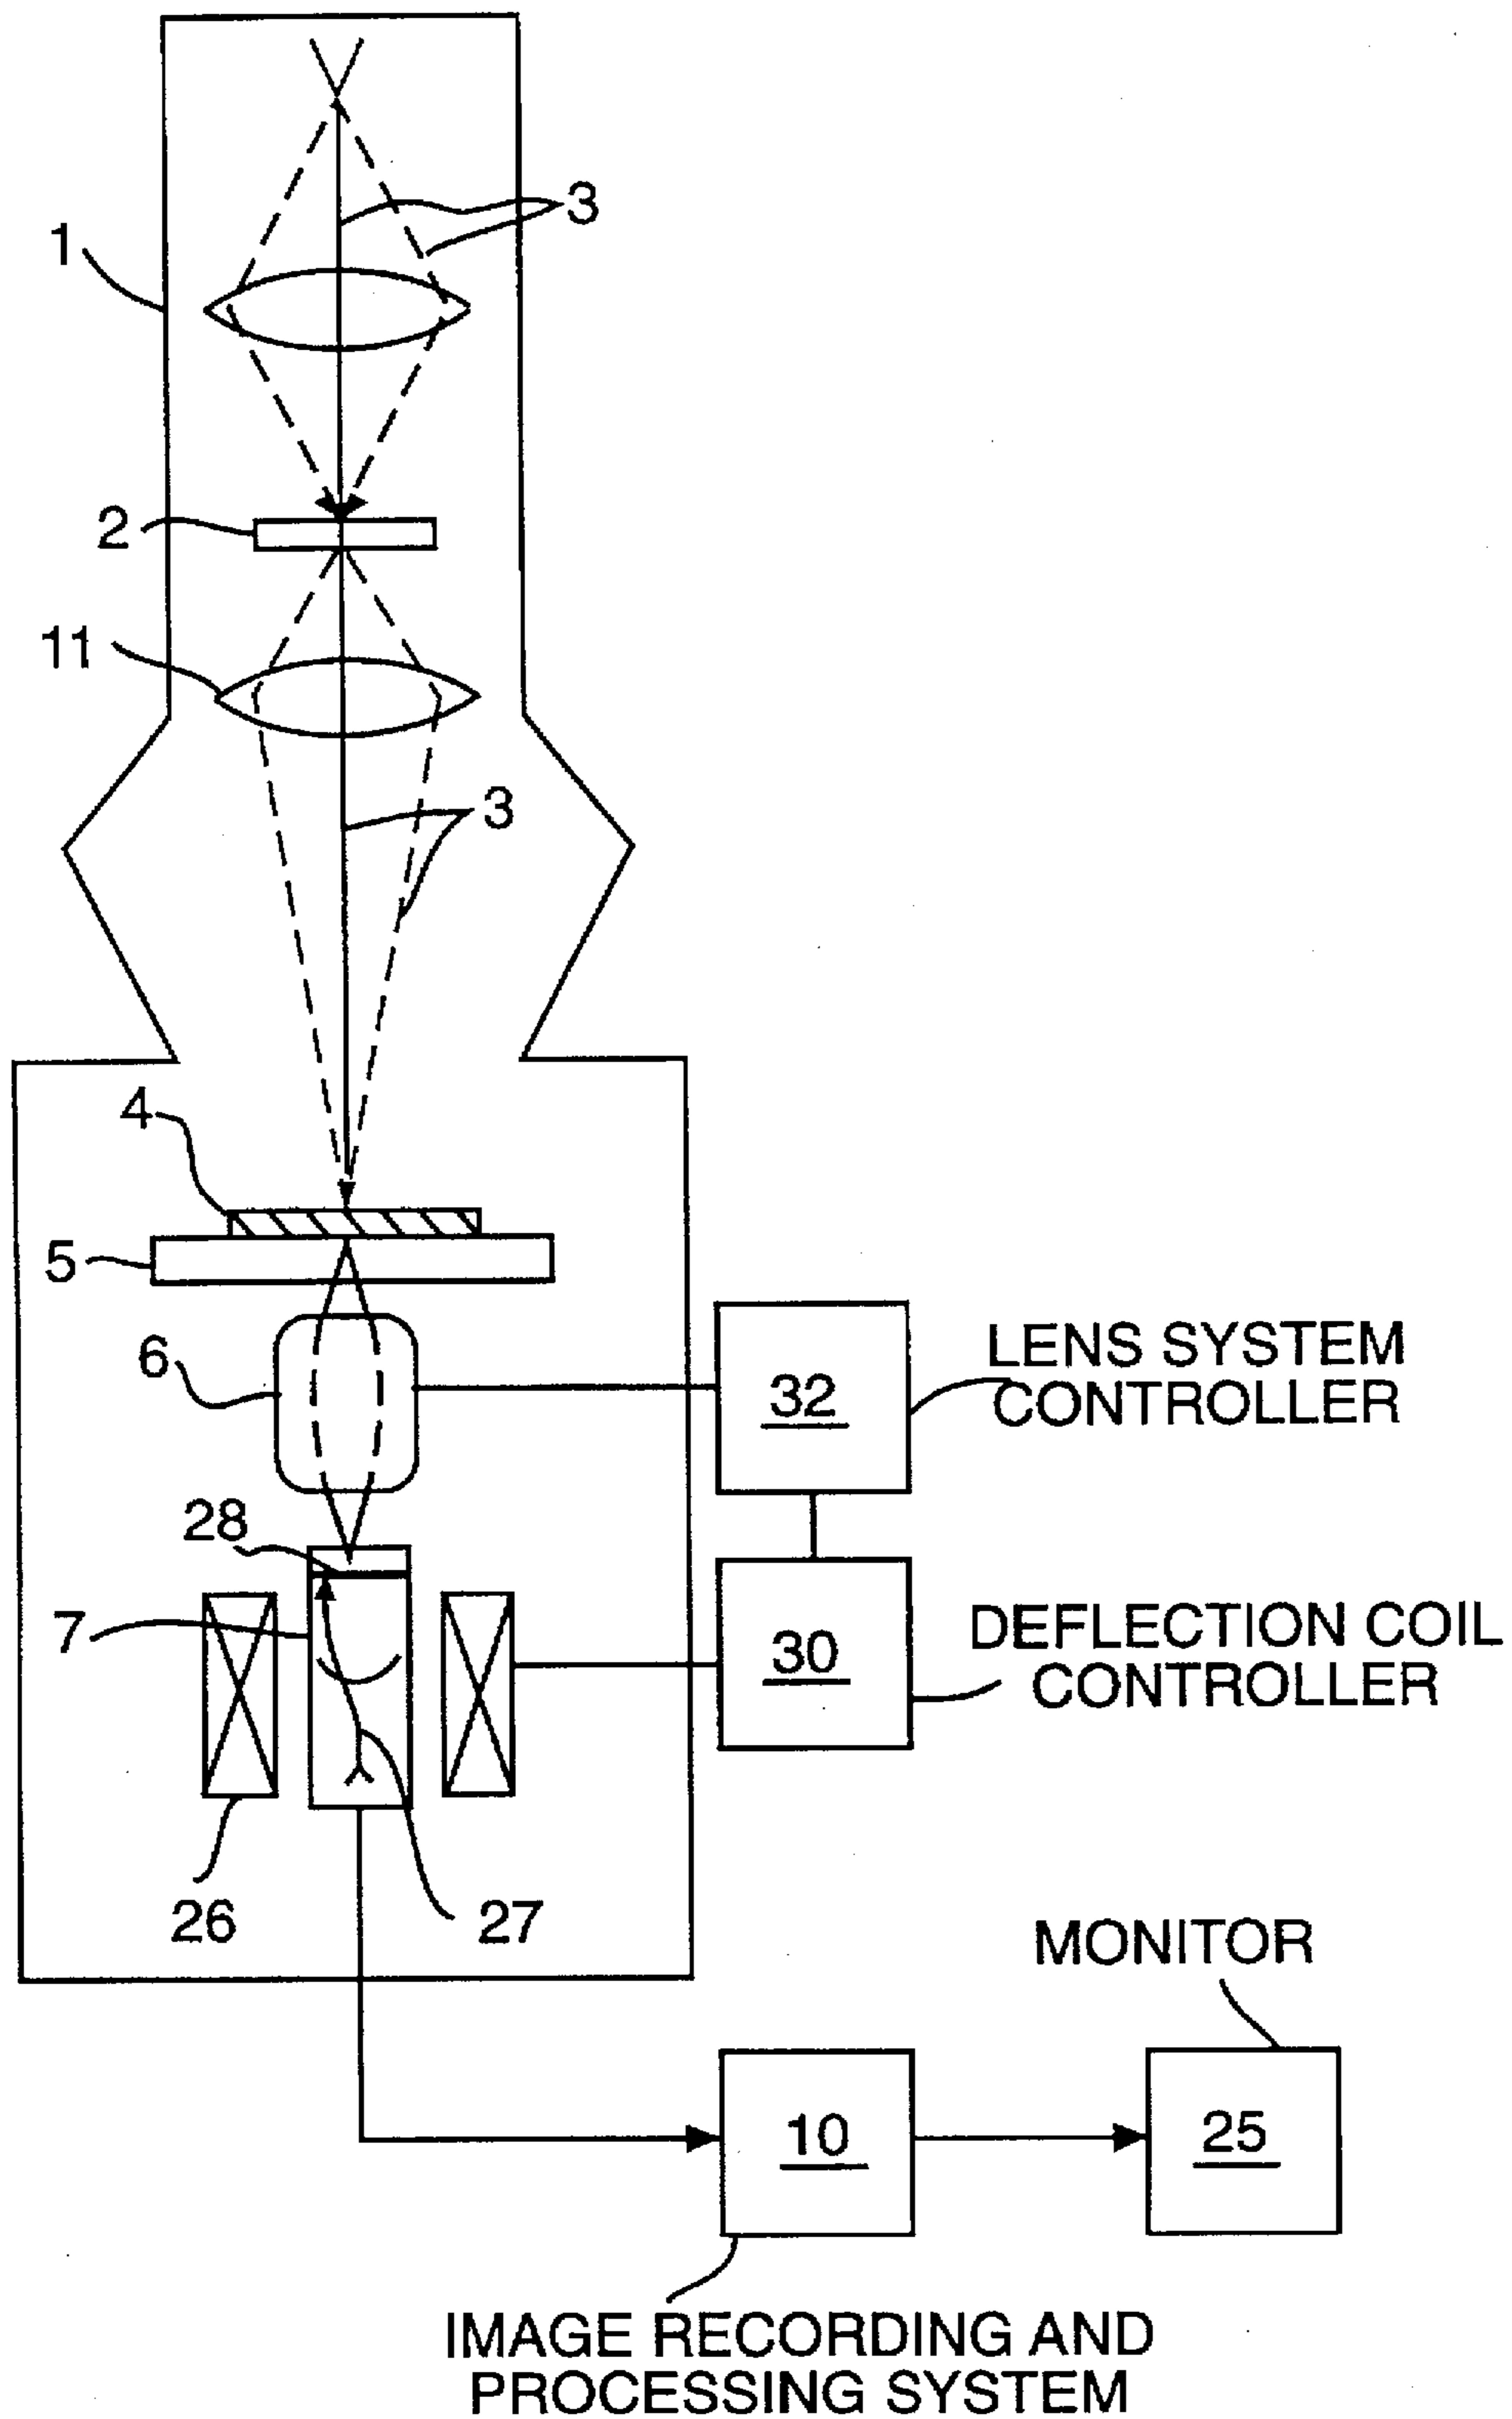 3
1
2
11
3
4
5
6
32
LENS SYSTEM
CONTROLLER
28
7
30
DEFLECTION COIL
CONTROLLER
26
27
MONITOR
10
25
IMAGE RECORDING AND
PROCESSING SYSTEM